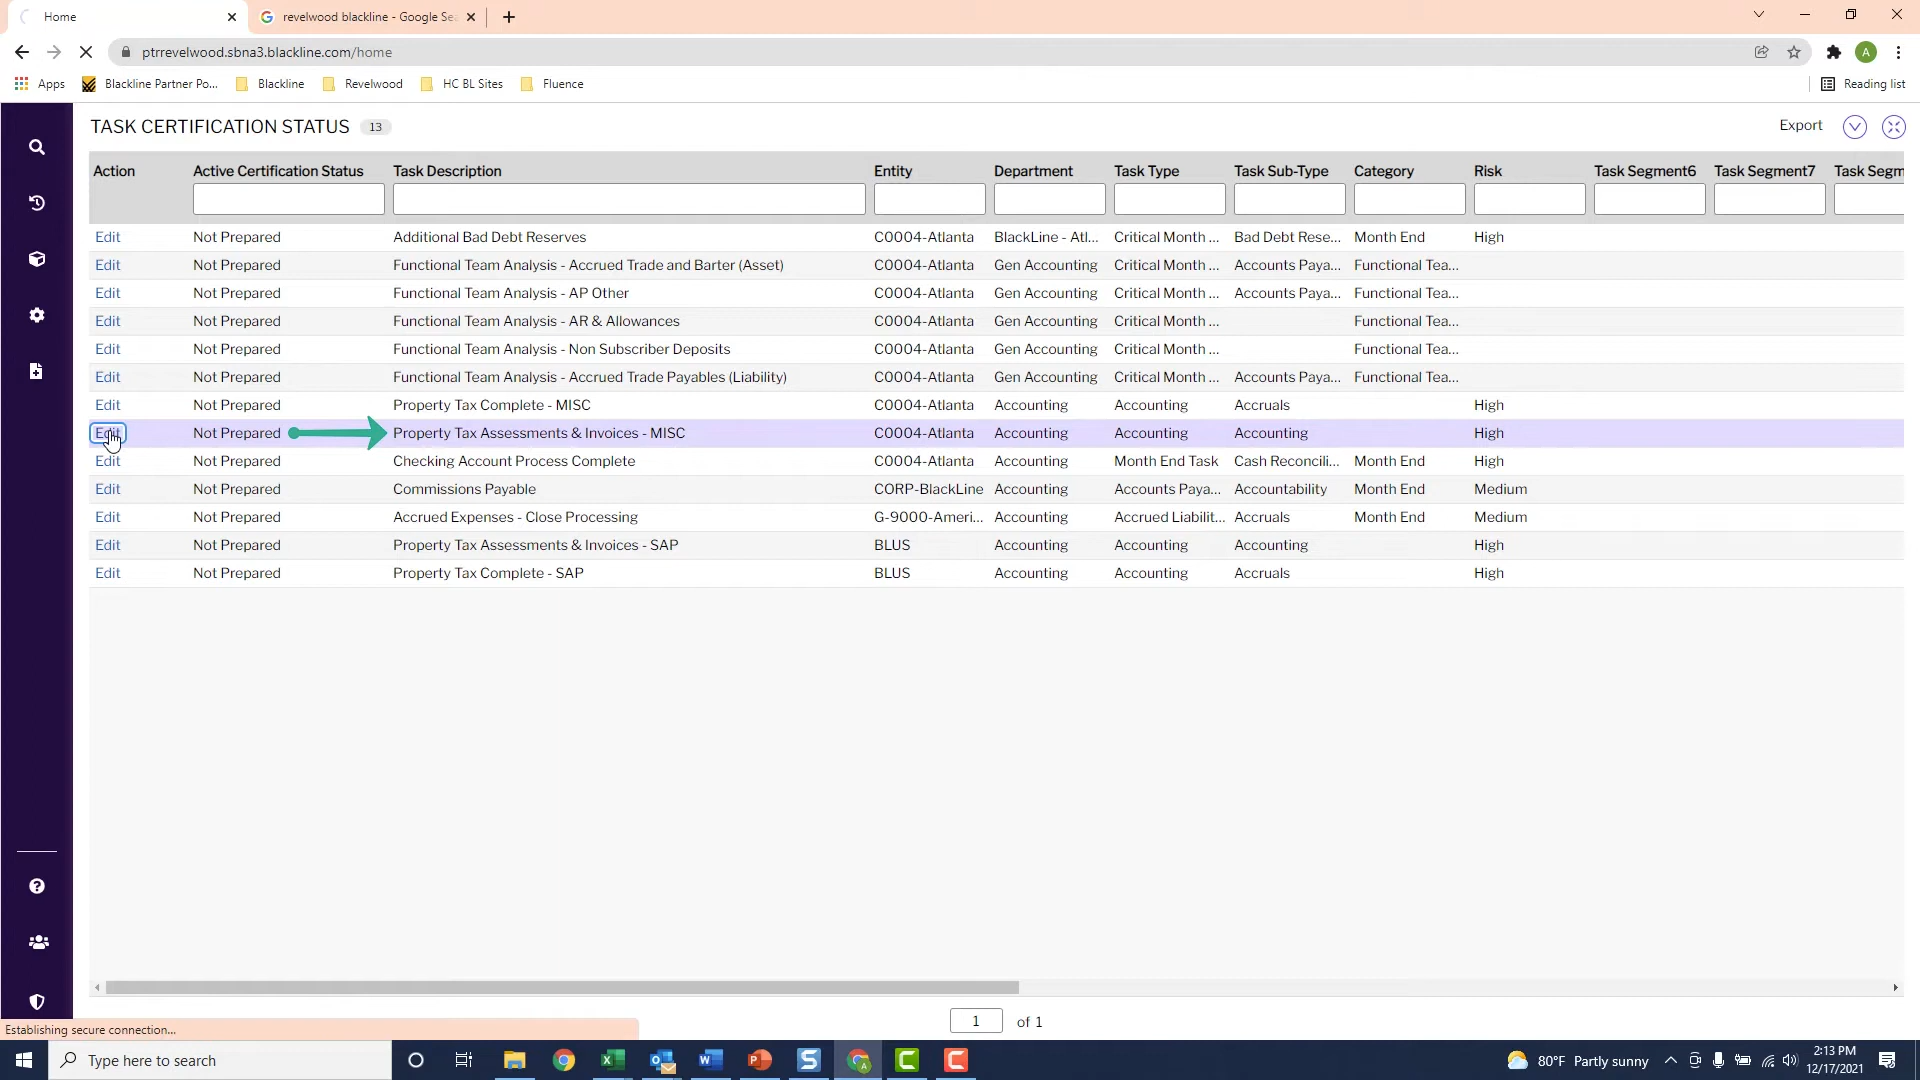 Home
revelwood blackline - Google Se
ptrrevelwood.sbna3.blackline.com/home
A
Apps
Blackline Partner Po...
Blackline
Revelwood
HC BL Sites
Fluence
Reading list
TASK CERTIFICATION STATUS 13
Export
Action Active Certification Status Task Description Entity Department Task Type Task Sub-Type Category Risk Task Segment6 Task Segment7 Task Segm
Edit Not Prepared Additional Bad Debt Reserves C0004-Atlanta BlackLine - Atl... Critical Month ... Bad Debt Rese... Month End High
Edit Not Prepared Functional Team Analysis - Accrued Trade and Barter (Asset) C0004-Atlanta Gen Accounting Critical Month ... Accounts Paya... Functional Tea...
Edit Not Prepared Functional Team Analysis - AP Other C0004-Atlanta Gen Accounting Critical Month ... Accounts Paya... Functional Tea...
Edit Not Prepared Functional Team Analysis - AR & Allowances C0004-Atlanta Gen Accounting Critical Month ... Functional Tea...
Edit Not Prepared Functional Team Analysis - Non Subscriber Deposits C0004-Atlanta Gen Accounting Critical Month ... Functional Tea...
Edit Not Prepared Functional Team Analysis - Accrued Trade Payables (Liability) C0004-Atlanta Gen Accounting Critical Month ... Accounts Paya... Functional Tea...
Edit Not Prepared Property Tax Complete - MISC C0004-Atlanta Accounting Accounting Accruals High
Edit Not Prepared Property Tax Assessments & Invoices - MISC C0004-Atlanta Accounting Accounting Accounting High
Edit Not Prepared Checking Account Process Complete C0004-Atlanta Accounting Month End Task Cash Reconcili... Month End High
Edit Not Prepared Commissions Payable CORP-BlackLine Accounting Accounts Paya... Accountability Month End Medium
Edit Not Prepared Accrued Expenses - Close Processing G-9000-Ameri... Accounting Accrued Liabilit... Accruals Month End Medium
Edit Not Prepared Property Tax Assessments & Invoices - SAP BLUS Accounting Accounting Accounting High
Edit Not Prepared Property Tax Complete - SAP BLUS Accounting Accounting Accruals High
1 of 1
Establishing secure connection...
Type here to search
80°F Partly sunny
2:13 PM
12/17/2021